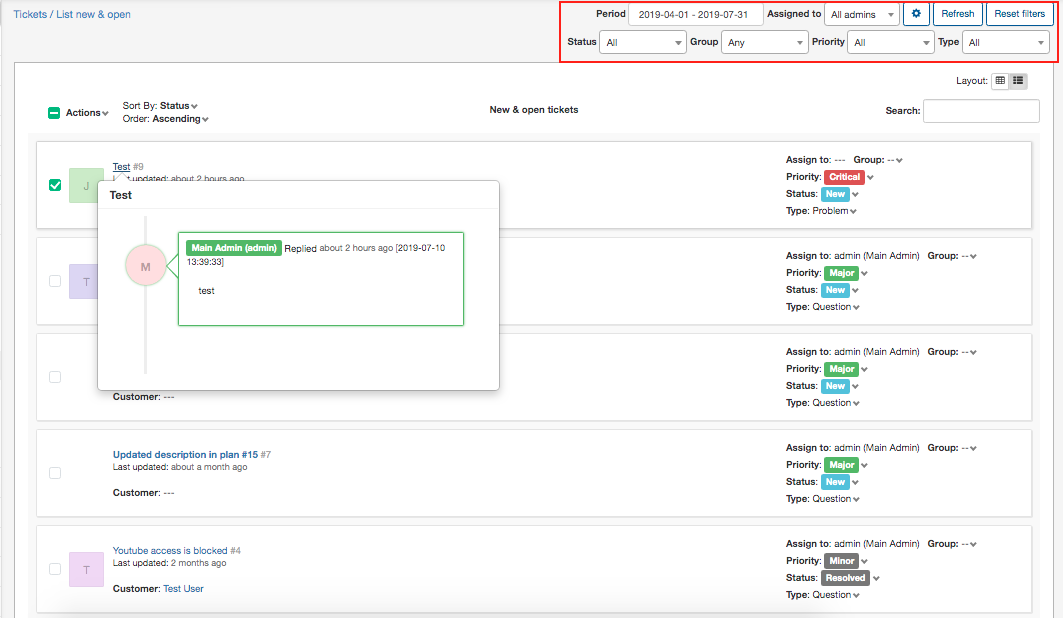 Tickets / List new & open
Period 2019-04-01 - 2019-07-31 Assigned to All admins Refresh Reset filters
Status All Group Any Priority All Type All
Layout:
Actions
Sort By: Status
Order: Ascending
New & open tickets
Search:
J
Test #9
Last updated: about 2 hours ago
Assign to: --- Group: --
Priority: Critical
Status: New
Type: Problem
Test
M
Main Admin (admin) Replied about 2 hours ago [2019-07-10
13:39:33]
test
T
Assign to: admin (Main Admin) Group: --
Priority: Major
Status: New
Type: Question
Customer: ---
Assign to: admin (Main Admin) Group: --
Priority: Major
Status: New
Type: Question
Updated description in plan #15 #7
Last updated: about a month ago
Customer: ---
Assign to: admin (Main Admin) Group: --
Priority: Major
Status: New
Type: Question
T
Youtube access is blocked #4
Last updated: 2 months ago
Customer: Test User
Assign to: admin (Main Admin) Group: --
Priority: Minor
Status: Resolved
Type: Question